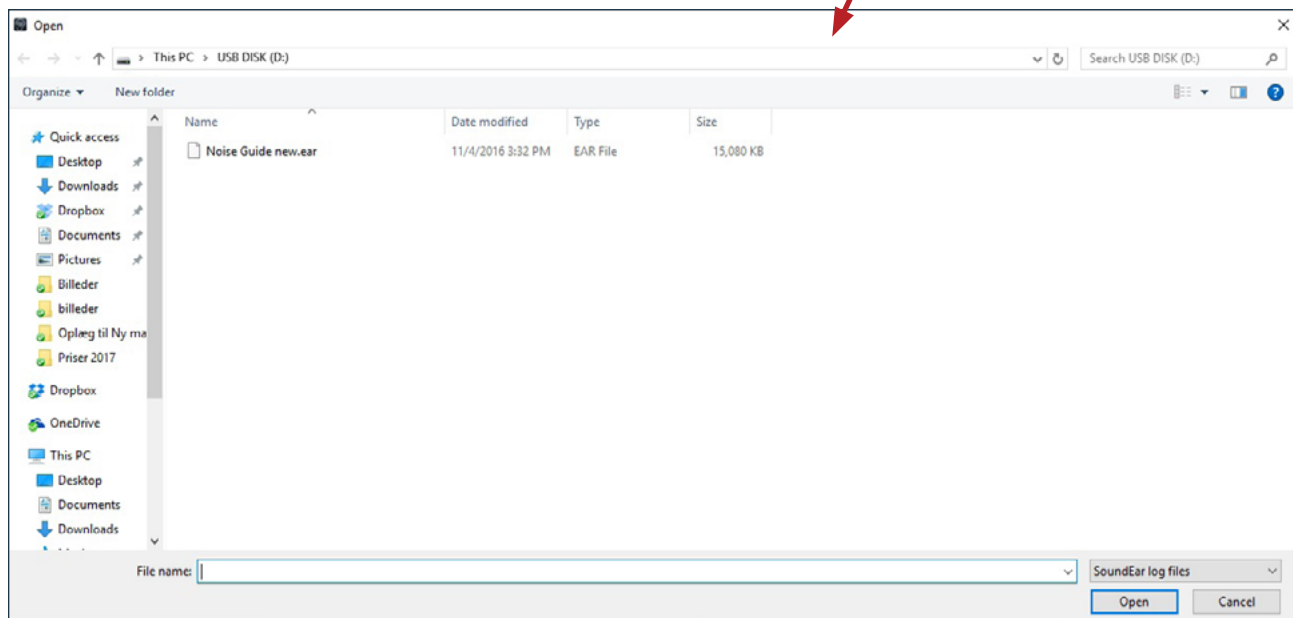 Open
This PC > USB DISK (D:)
Search USB DISK (D:)
Organize
New folder
Name
Date modified
Type
Size
Noise Guide new.ear
11/4/2016 3:32 PM
EAR File
15,080 KB
Quick access
Desktop
Downloads
Dropbox
Documents
Pictures
Billeder
billeder
Oplæg til Ny ma
Priser 2017
Dropbox
OneDrive
This PC
Desktop
Documents
Downloads
File name:
SoundEar log files
Open
Cancel